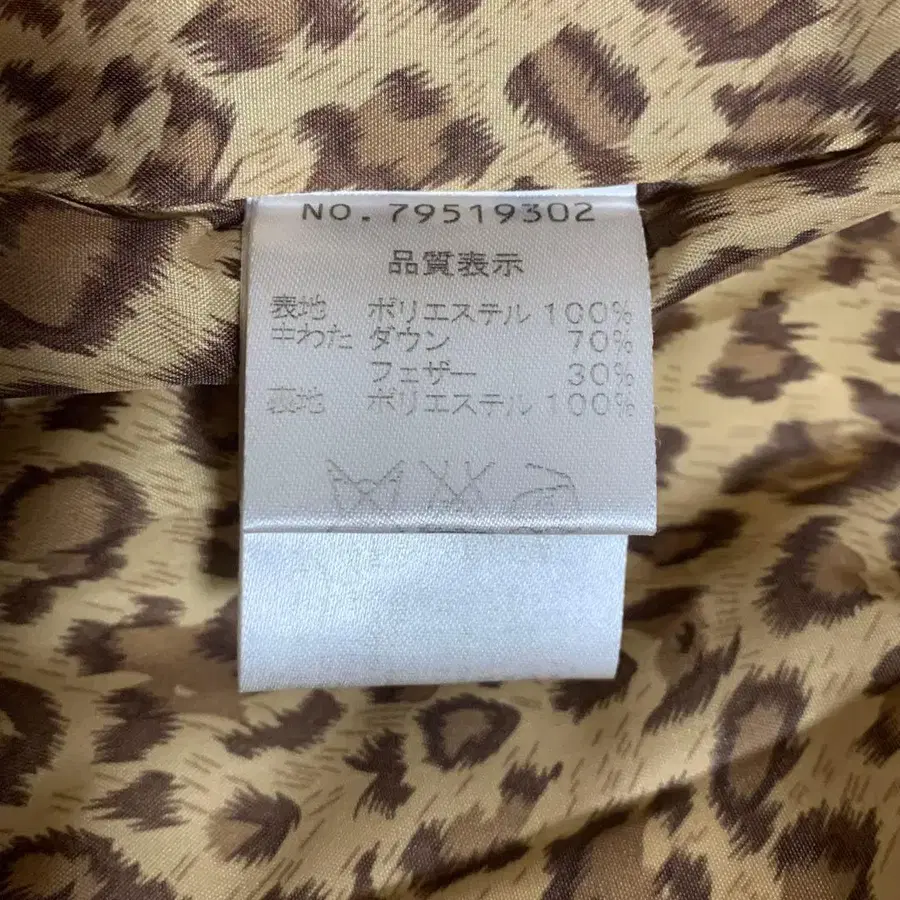 NO.79519302
品質表示
表地 ポリエステル 100%
中わた ダウン 70%
フェザー 30%
裏地 ポリエステル 100%